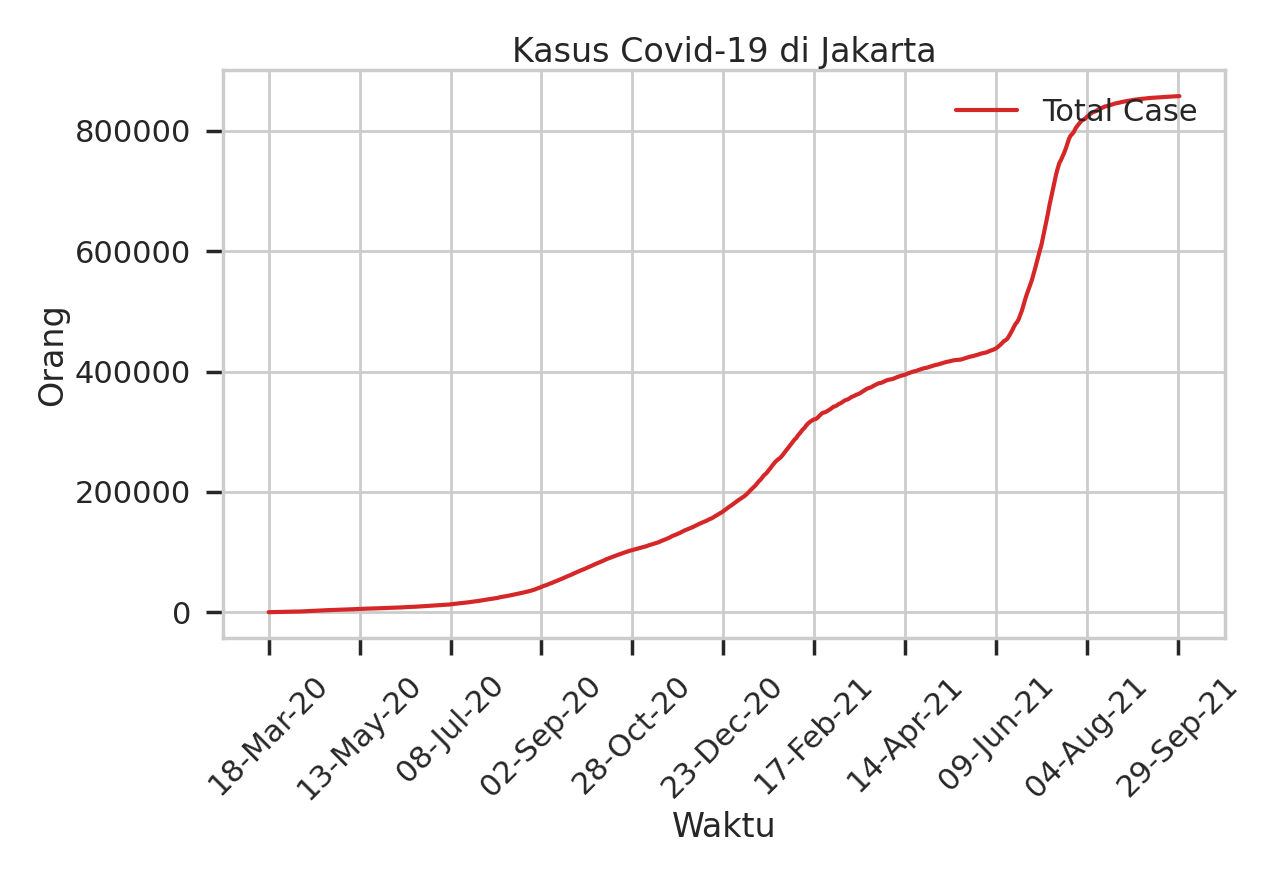 Kasus Covid-19 di Jakarta
Total Case
800000
600000
400000
200000
0
Orang
18-Mar-20
13-May-20
08-Jul-20
02-Sep-20
28-Oct-20
23-Dec-20
17-Feb-21
14-Apr-21
09-Jun-21
04-Aug-21
29-Sep-21
Waktu